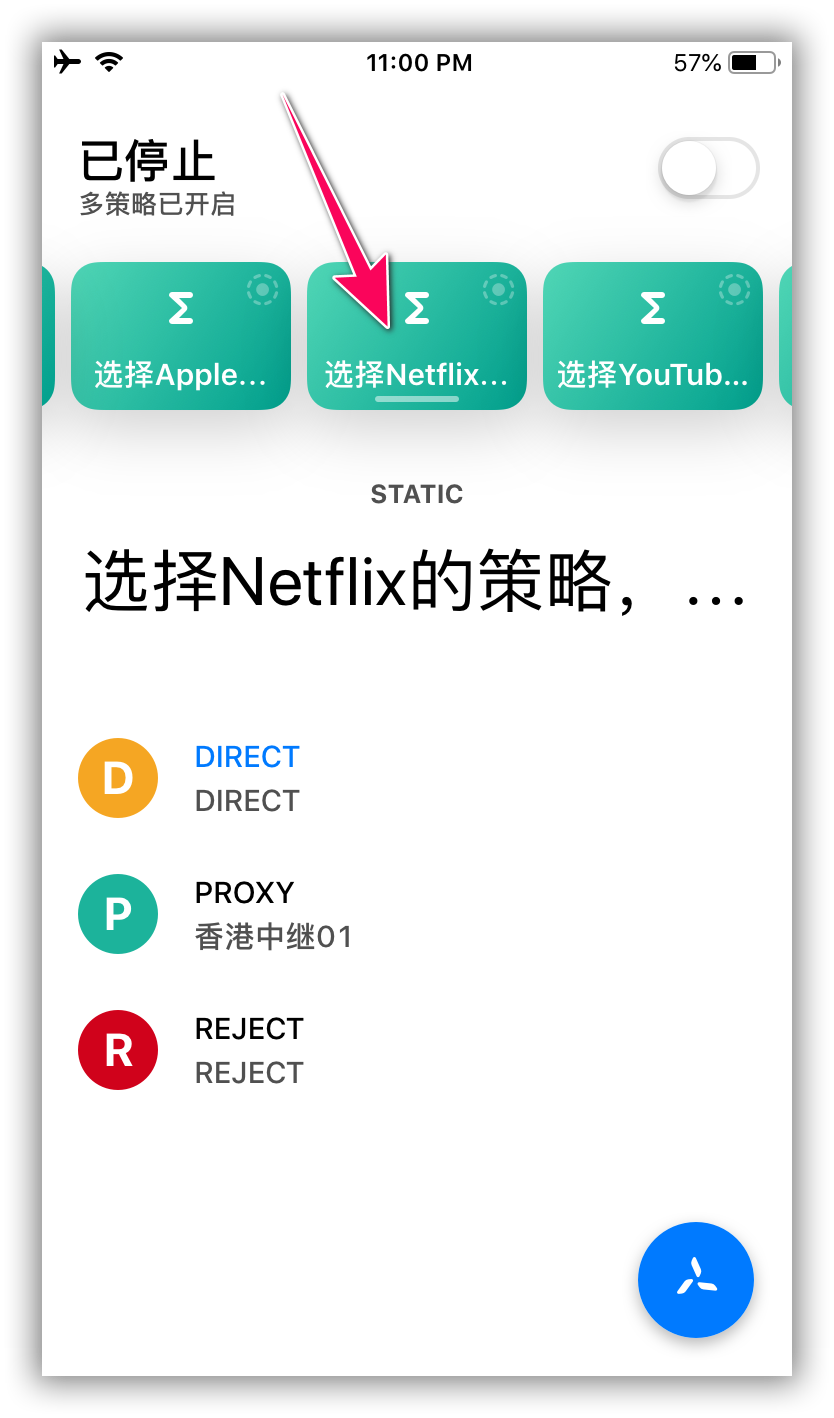 11:00 PM
57%
已停止
多策略已开启
选择Apple...
选择Netflix...
选择YouTub...
STATIC
选择Netflix的策略，...
D
DIRECT
DIRECT
P
PROXY
香港中继01
R
REJECT
REJECT